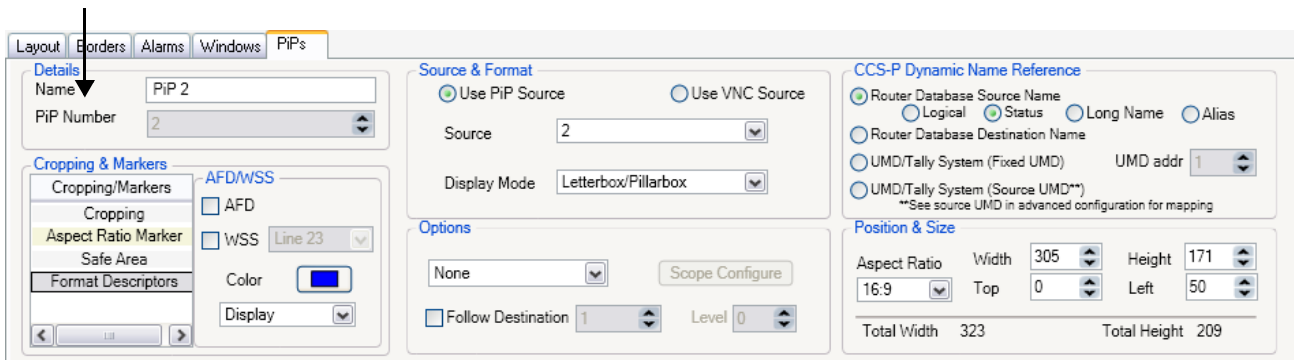 Layout Borders Alarms Windows PiPs
Details
Name PiP 2
PiP Number 2
Cropping & Markers
Cropping/Markers
Cropping
Aspect Ratio Marker
Safe Area
Format Descriptors
AFD/WSS
AFD
WSS Line 23
Color
Display
Source & Format
Use PiP Source Use VNC Source
Source 2
Display Mode Letterbox/Pillarbox
Options
None Scope Configure
Follow Destination 1 Level 0
CCS-P Dynamic Name Reference
Router Database Source Name
Logical Status Long Name Alias
Router Database Destination Name
UMD/Tally System (Fixed UMD) UMD addr 1
UMD/Tally System (Source UMD**)
**See source UMD in advanced configuration for mapping
Position & Size
Aspect Ratio Width 305 Height 171
16:9 Top 0 Left 50
Total Width 323 Total Height 209